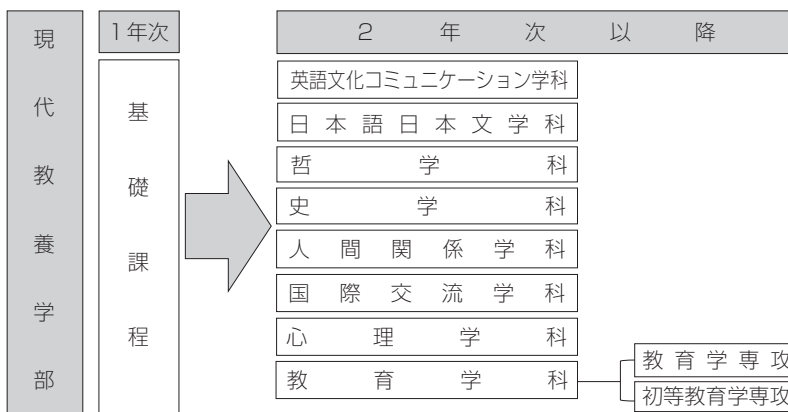 現代教養学部
1年次
基礎課程
2年次以降
英語文化コミュニケーション学科
日本語日本文学科
哲学科
史学科
人間関係学科
国際交流学科
心理学科
教育学科
教育学専攻
初等教育学専攻